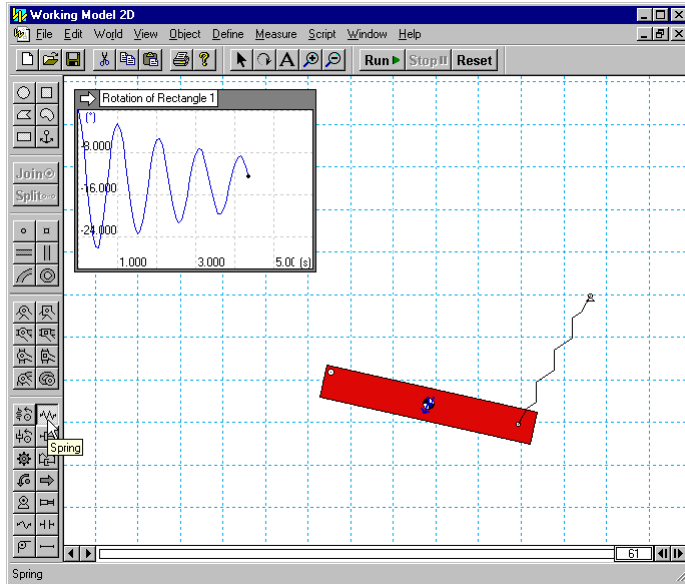 Working Model 2D
File Edit World View Object Define Measure Script Window Help
Run Stop Reset
Rotation of Rectangle 1
(°)
-8.000
-16.000
-24.000
1.000 3.000 5.0( (s)
Join
Split
Spring
61
Spring